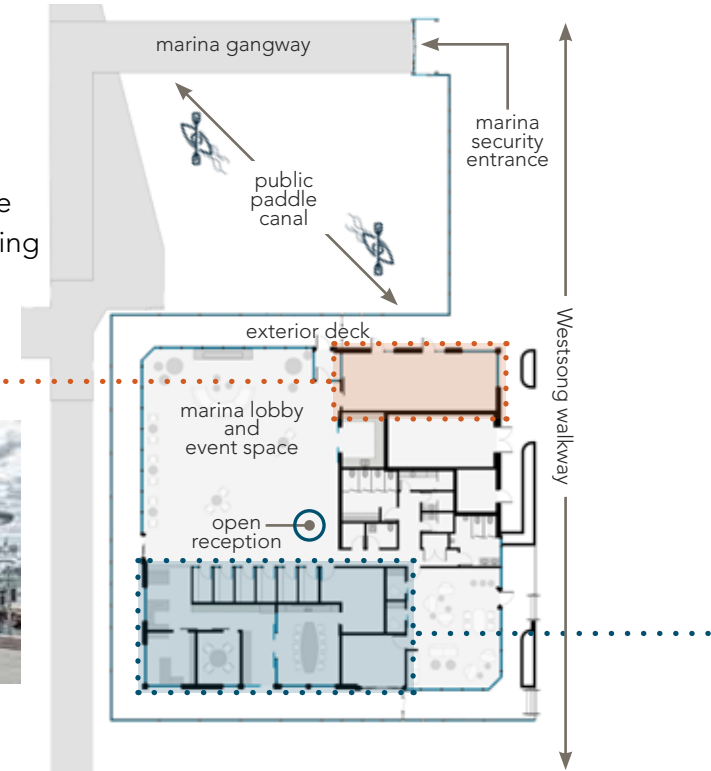 marina gangway
marina
security
entrance
public
paddle
canal
ing
exterior deck
Westsong walkway
marina lobby
and
event space
open
reception